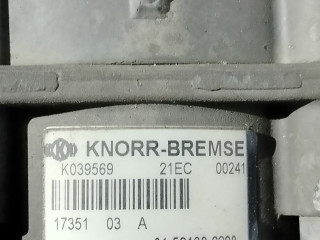 KNORR-BREMSE
K039569 21EC 00241
17351 03 A